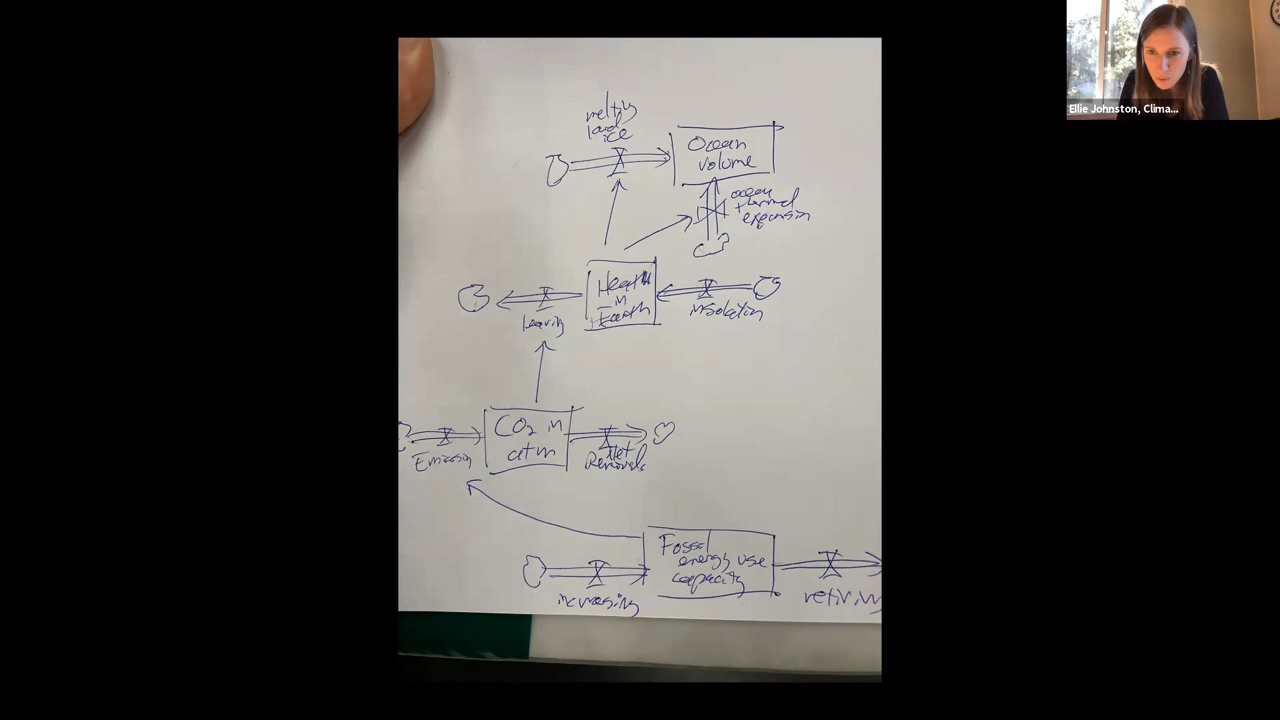 Ellie Johnston, Clima...
melting
land
ice
Ocean
volume
ocean
thermal
expansion
Heat
in
Earth
Leaving
insolation
CO2 in
atm
Emission
Net
Removals
Fossil
energy use
capacity
increasing
retiring